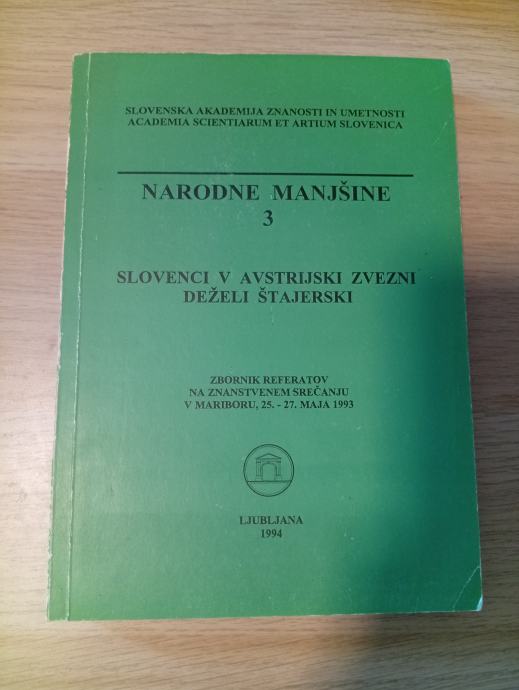 SLOVENSKA AKADEMIJA ZNANOSTI IN UMETNOSTI
ACADEMIA SCIENTIARUM ET ARTIUM SLOVENICA
NARODNE MANJŠINE
3
SLOVENCI V AVSTRIJSKI ZVEZNI
DEŽELI ŠTAJERSKI
ZBORNIK REFERATOV
NA ZNANSTVENEM SREČANJU
V MARIBORU, 25. - 27. MAJA 1993
LJUBLJANA
1994